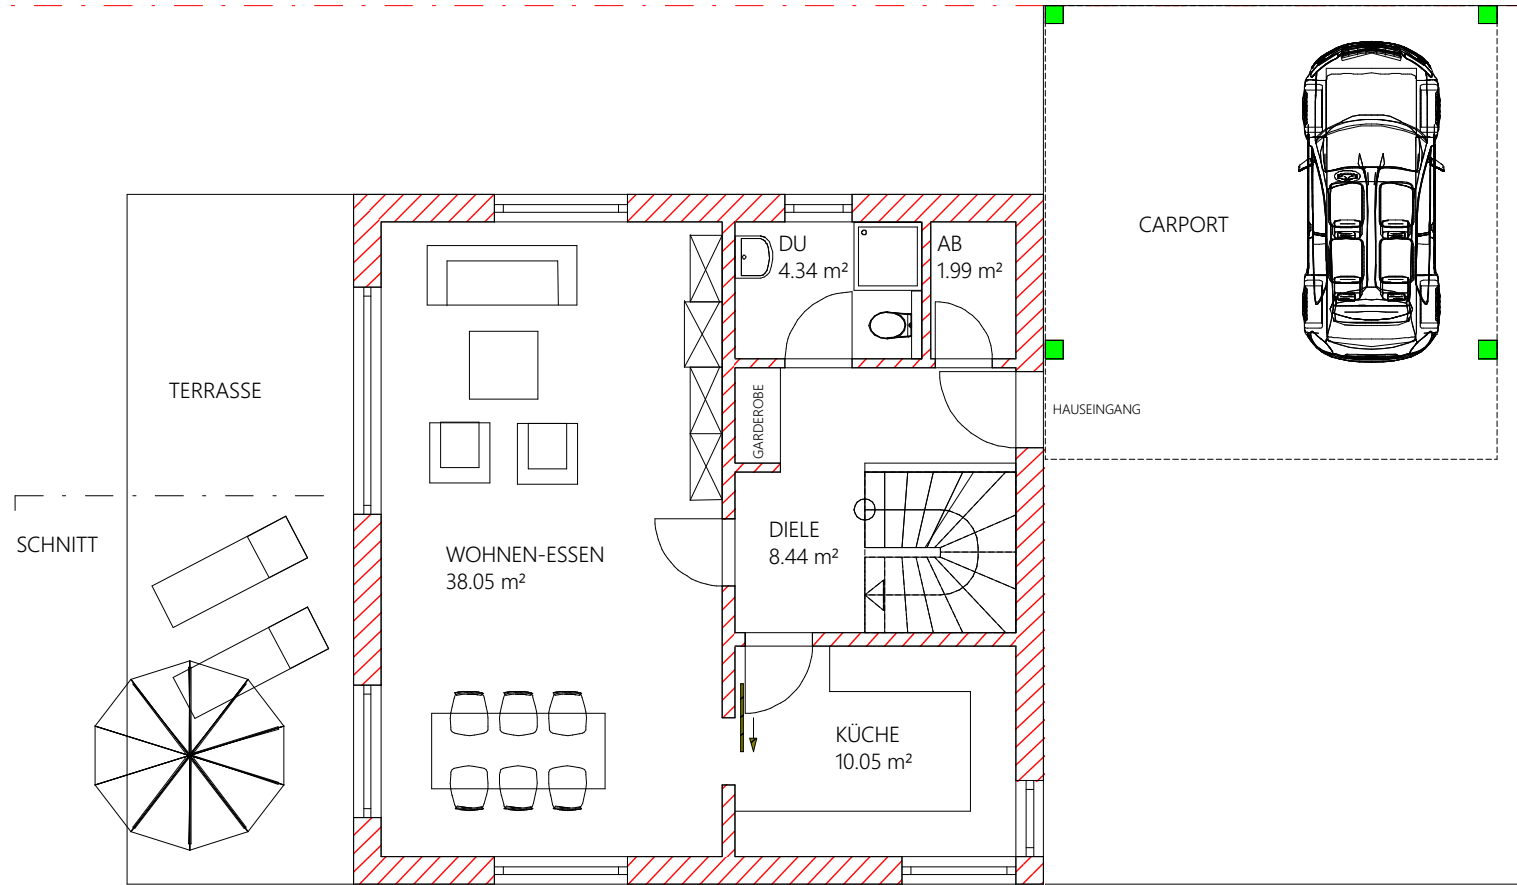 DU
4.34 m²
AB
1.99 m²
CARPORT
TERRASSE
GARDEROBE
HAUSEINGANG
SCHNITT
WOHNEN-ESSEN
38.05 m²
DIELE
8.44 m²
KÜCHE
10.05 m²